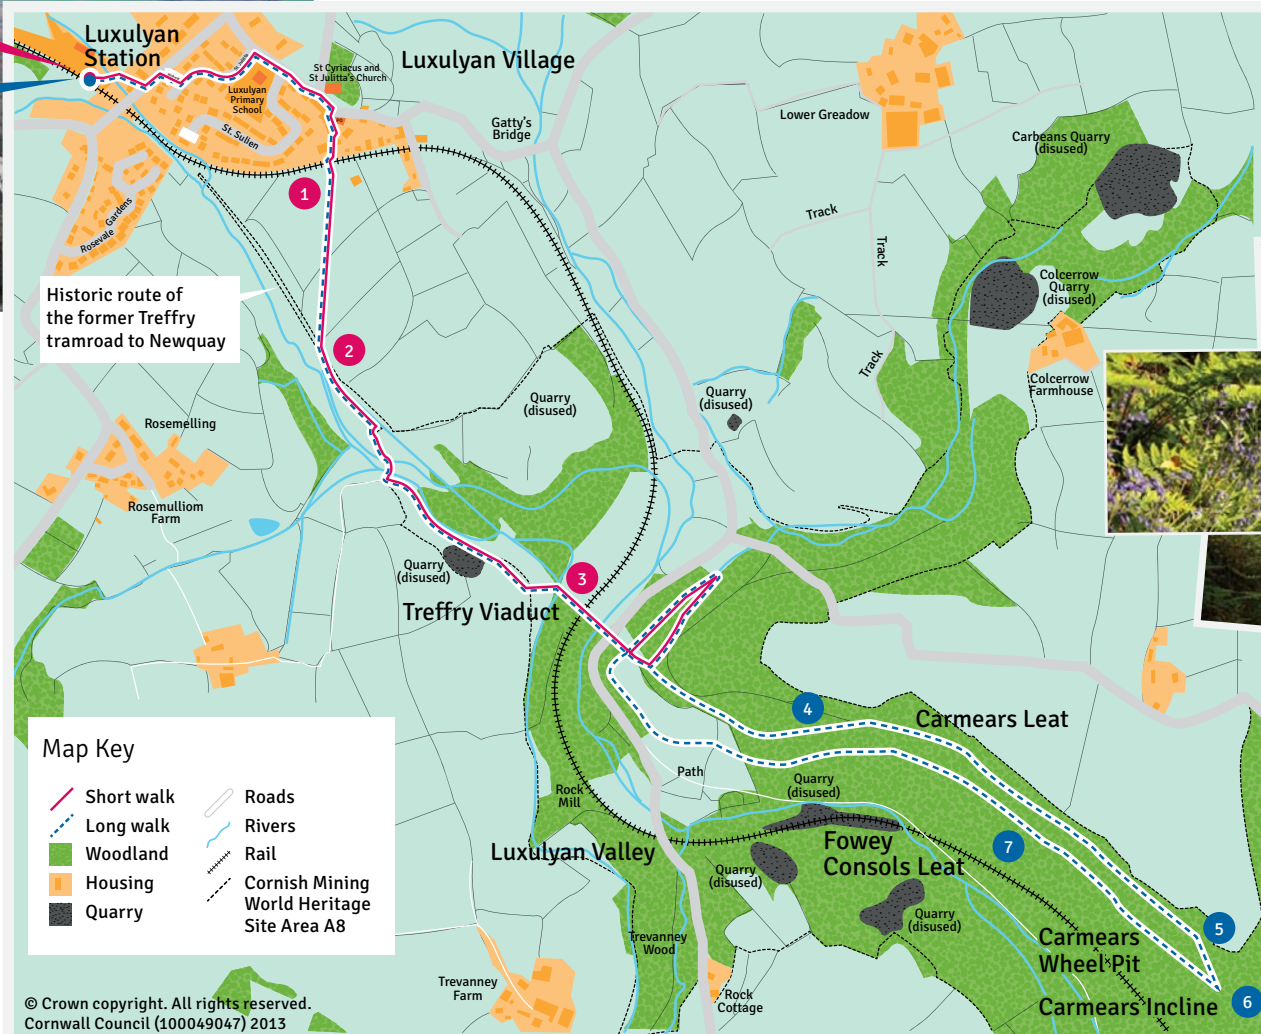 Luxulyan
Station
St Cyriacus and
St Julitta's Church
Luxulyan Village
Luxulyan
Primary
School
St. Sulien
Gatty's
Bridge
Lower Greadow
Carbeans Quarry
(disused)
1
Rosevale
Gardens
Track
Track
Historic route of
the former Treffry
tramroad to Newquay
Colcerrow
Quarry
(disused)
2
Track
Colcerrow
Farmhouse
Quarry
(disused)
Quarry
(disused)
Rosemelling
Rosemulliom
Farm
Quarry
(disused)
3
Treffry Viaduct
4
Carmears Leat
Map Key
Short walk
Long walk
Woodland
Housing
Quarry
Roads
Rivers
Rail
Cornish Mining
World Heritage
Site Area A8
Path
Quarry
(disused)
Rock
Mill
Luxulyan Valley
Fowey
Consols Leat
7
Quarry
(disused)
Quarry
(disused)
5
Trevanney
Wood
Carmears
Wheel Pit
Trevanney
Farm
Rock
Cottage
Carmears Incline
6
© Crown copyright. All rights reserved.
Cornwall Council (100049047) 2013